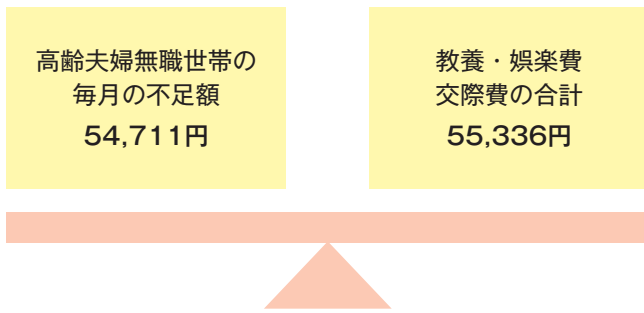 高齢夫婦無職世帯の
毎月の不足額
54,711円
教養・娯楽費
交際費の合計
55,336円